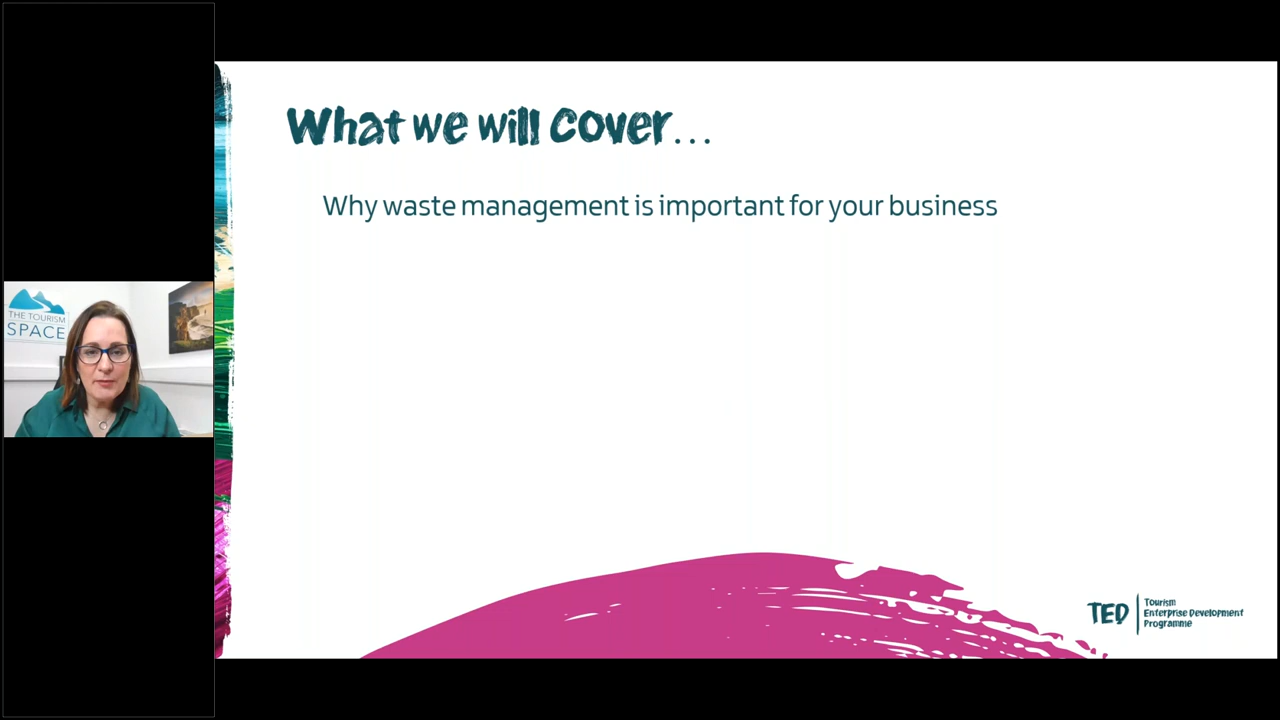 What we will cover...
Why waste management is important for your business
THE TOURISM
SPACE
TED
Tourism
Enterprise Development
Programme